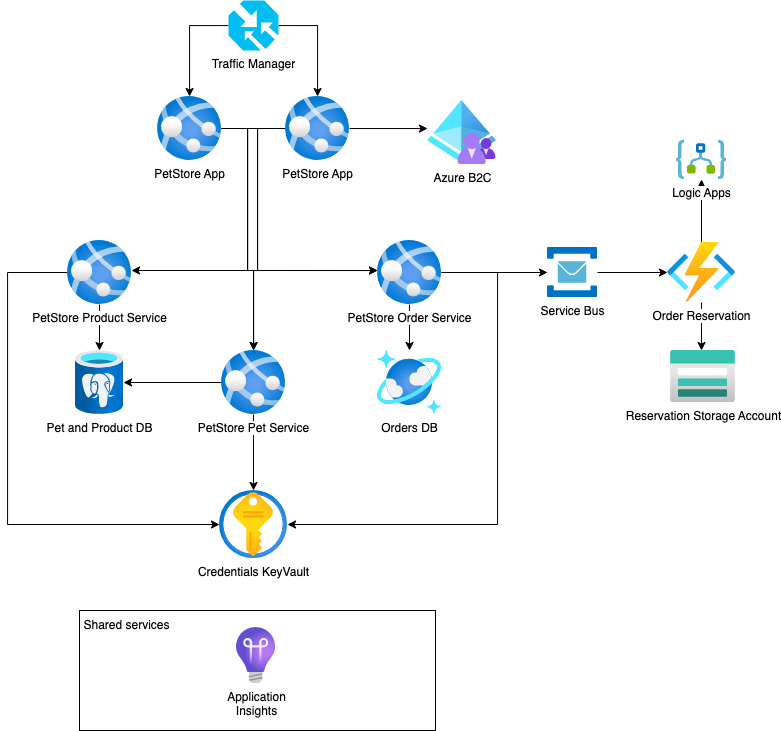 Traffic Manager
PetStore App
PetStore App
Azure B2C
Logic Apps
PetStore Product Service
PetStore Order Service
Service Bus
Order Reservation
Pet and Product DB
PetStore Pet Service
Orders DB
Reservation Storage Account
Credentials KeyVault
Shared services
Application
Insights